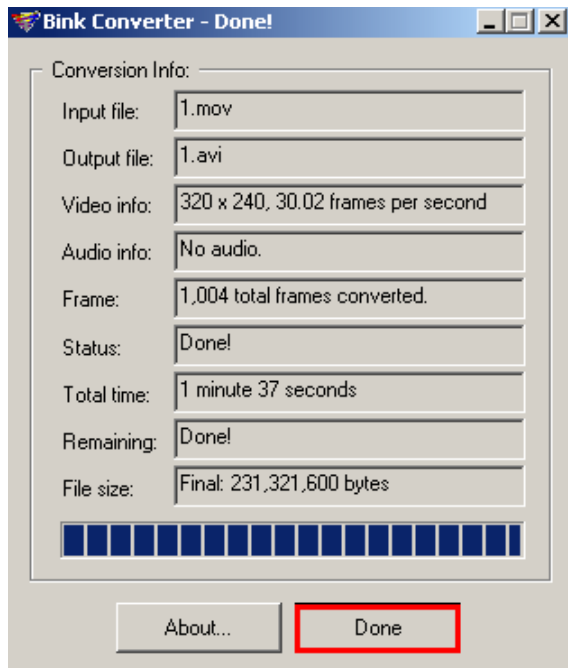 Bink Converter - Done!
Conversion Info:
Input file: 1.mov
Output file: 1.avi
Video info: 320 x 240, 30.02 frames per second
Audio info: No audio.
Frame: 1,004 total frames converted.
Status: Done!
Total time: 1 minute 37 seconds
Remaining: Done!
File size: Final: 231,321,600 bytes
About... Done